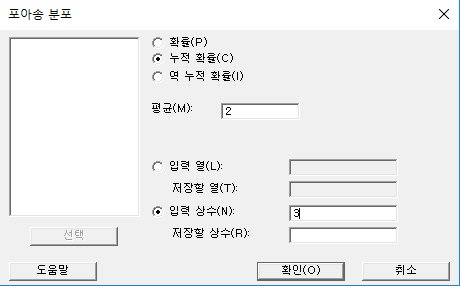 포아송 분포
확률(P)
누적 확률(C)
역 누적 확률(I)
평균(M): 2
입력 열(L):
저장할 열(T):
입력 상수(N): 3
저장할 상수(R):
선택
도움말
확인(O)
취소